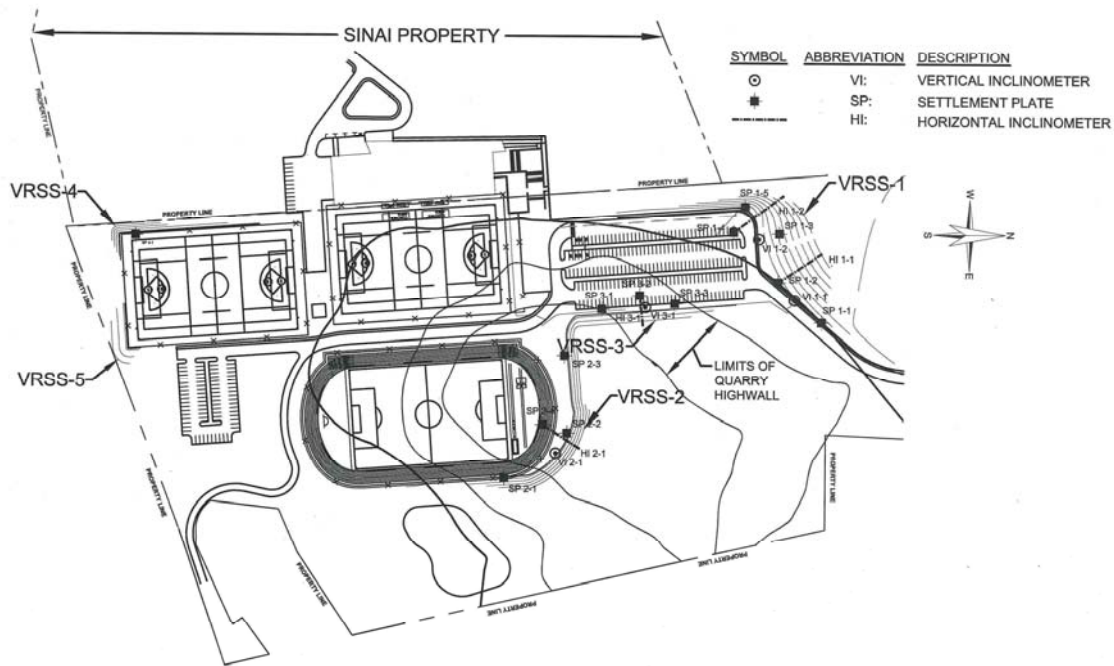 SINAI PROPERTY
SYMBOL ABBREVIATION DESCRIPTION
VI: VERTICAL INCLINOMETER
SP: SETTLEMENT PLATE
HI: HORIZONTAL INCLINOMETER
PROPERTY LINE
VRSS-4
PROPERTY LINE
PROPERTY LINE
SP 1-5
VRSS-1
HI 1-2
SP 1-4
SP 1-3
VI 1-2
W
S
N
E
HI 1-1
SP 1-2
VI 1-1
SP 1-1
PROPERTY LINE
SP 3-1
SP 3-3
HI 3-1
VI 3-1
VRSS-3
VRSS-5
SP 2-3
LIMITS OF
QUARRY
HIGHWALL
VRSS-2
SP 2-2
HI 2-1
VI 2-1
SP 2-1
PROPERTY LINE
PROPERTY LINE
PROPERTY LINE
PROPERTY LINE
PROPERTY LINE